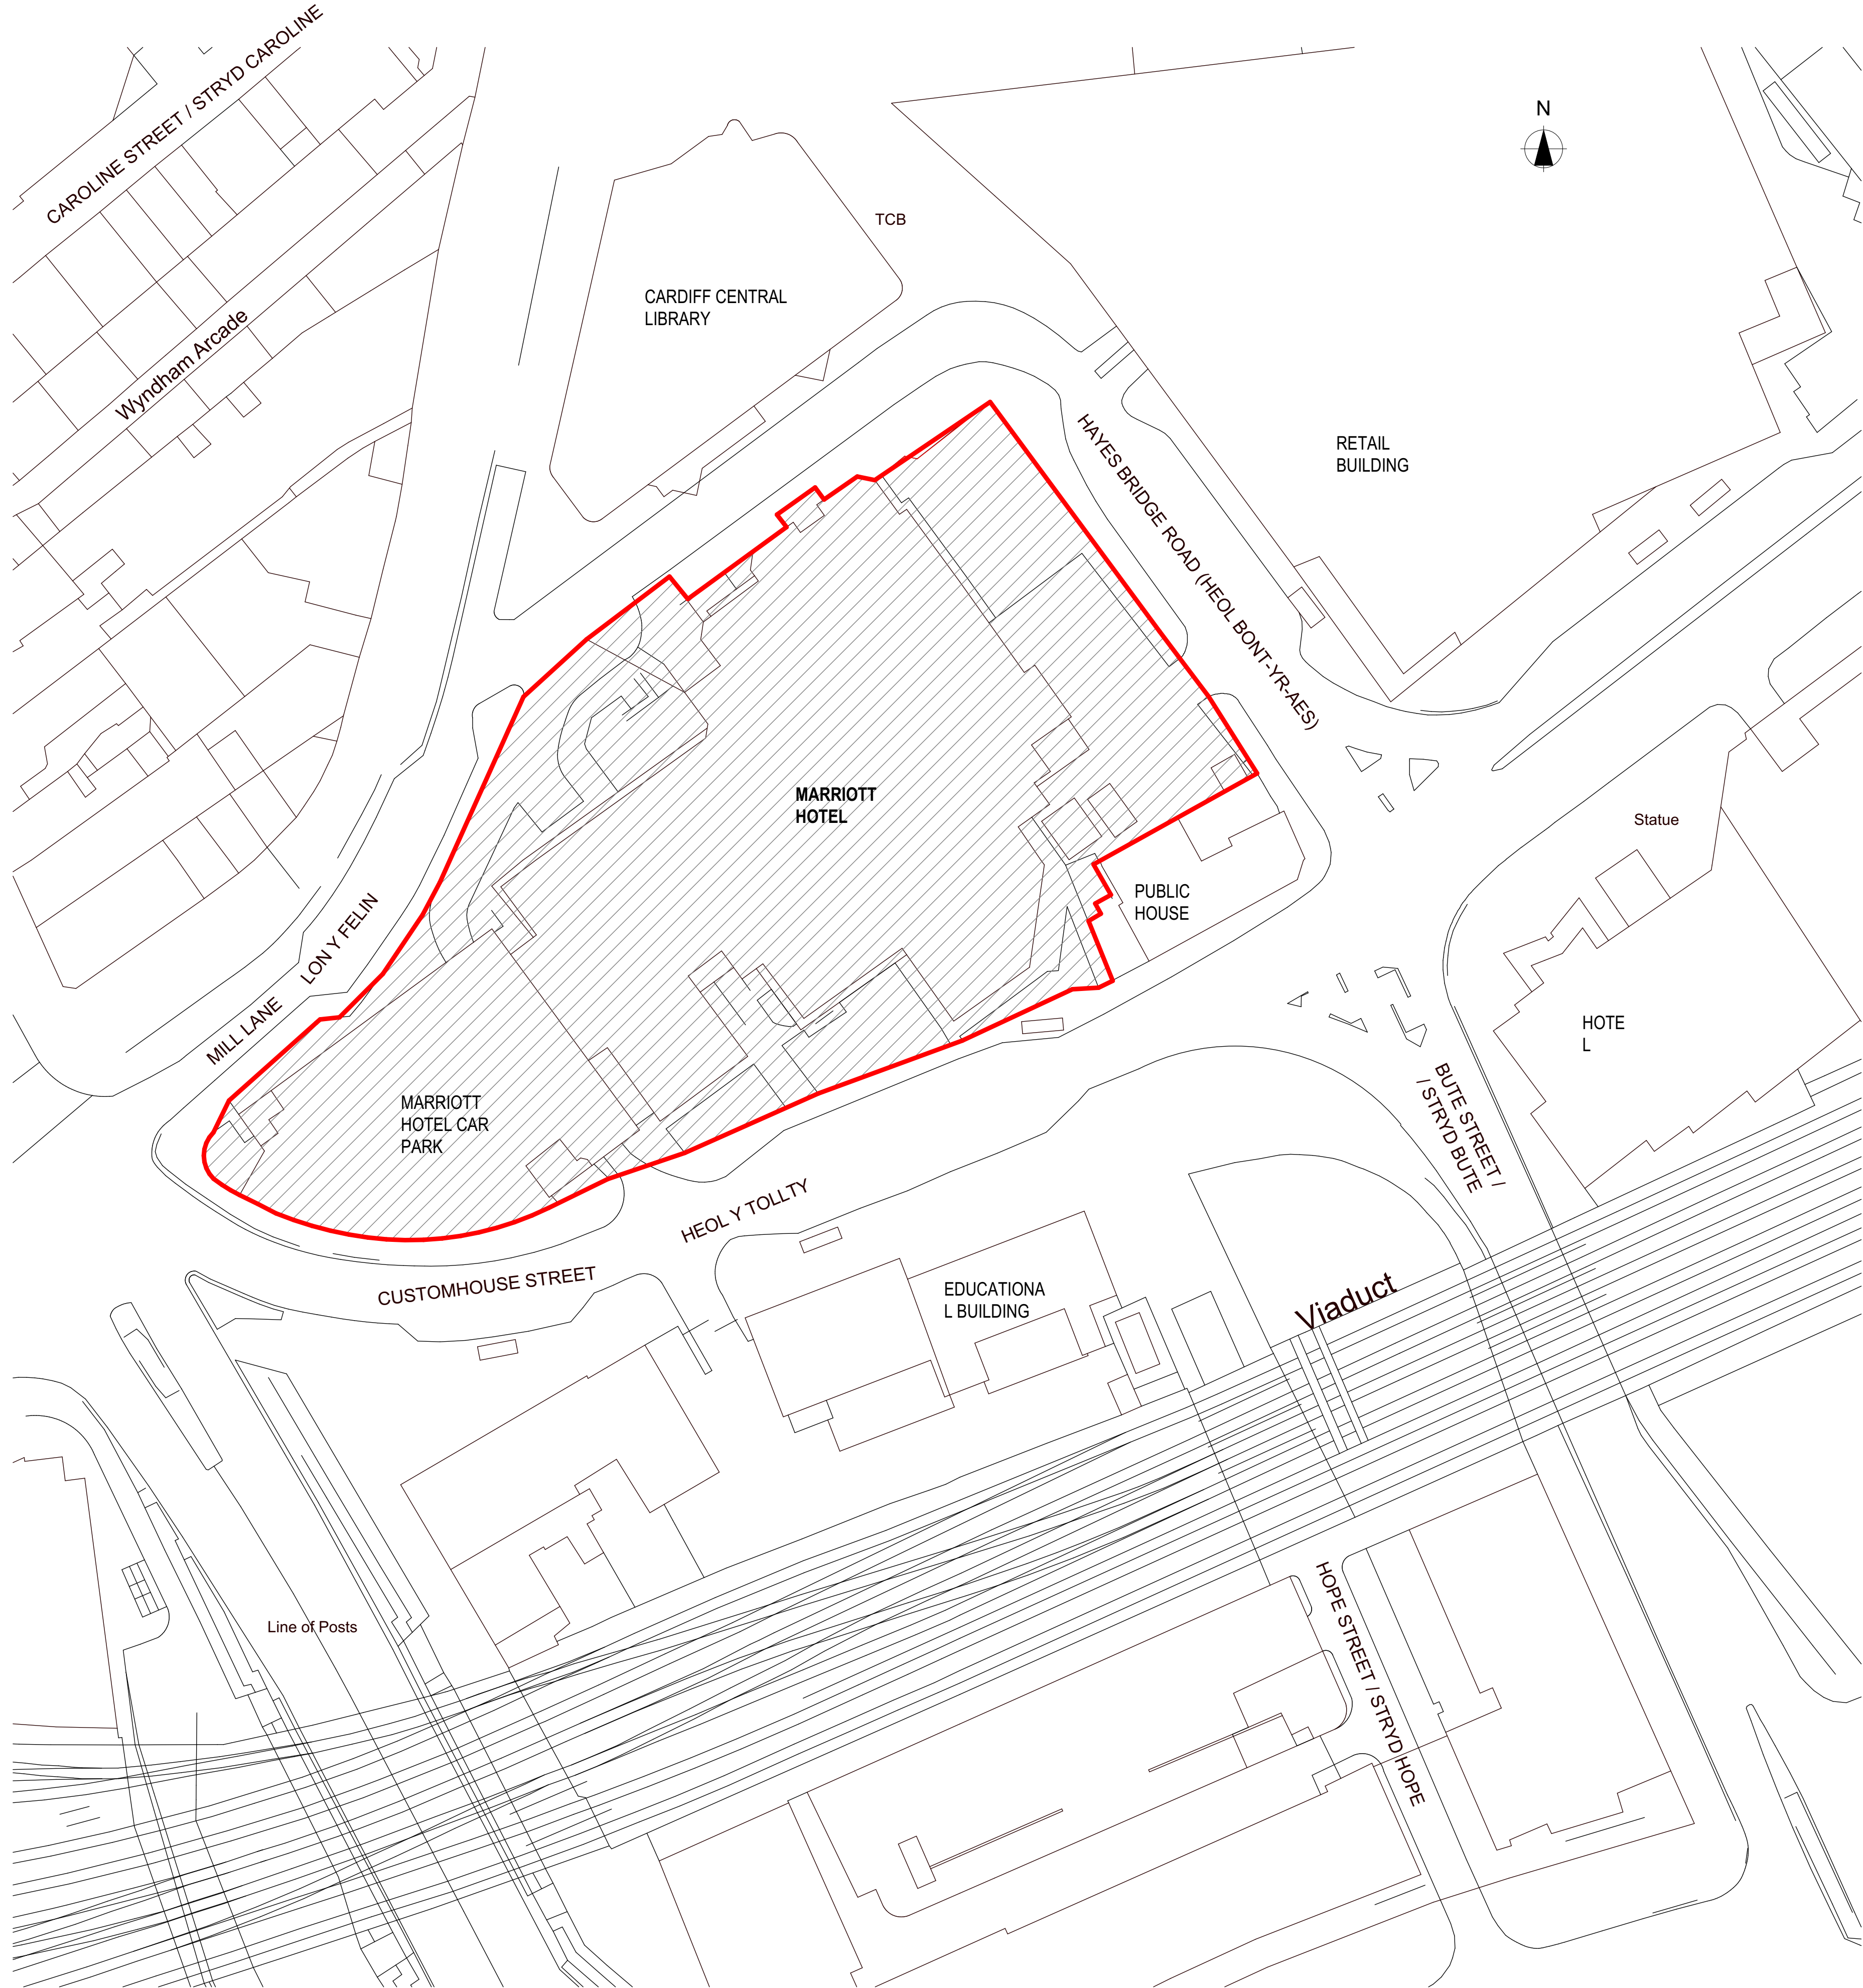 CAROLINE STREET / STRYD CAROLINE
N
TCB
CARDIFF CENTRAL
LIBRARY
Wyndham Arcade
RETAIL
BUILDING
HAYES BRIDGE ROAD (HEOL BONT-YR-AES)
MARRIOTT
HOTEL
Statue
PUBLIC
HOUSE
LON Y FELIN
MILL LANE
HOTE
L
MARRIOTT
HOTEL CAR
PARK
BUTE STREET /
/ STRYD BUTE
HEOL Y TOLLTY
CUSTOMHOUSE STREET
EDUCATIONA
L BUILDING
Viaduct
Line of Posts
HOPE STREET / STRYD HOPE